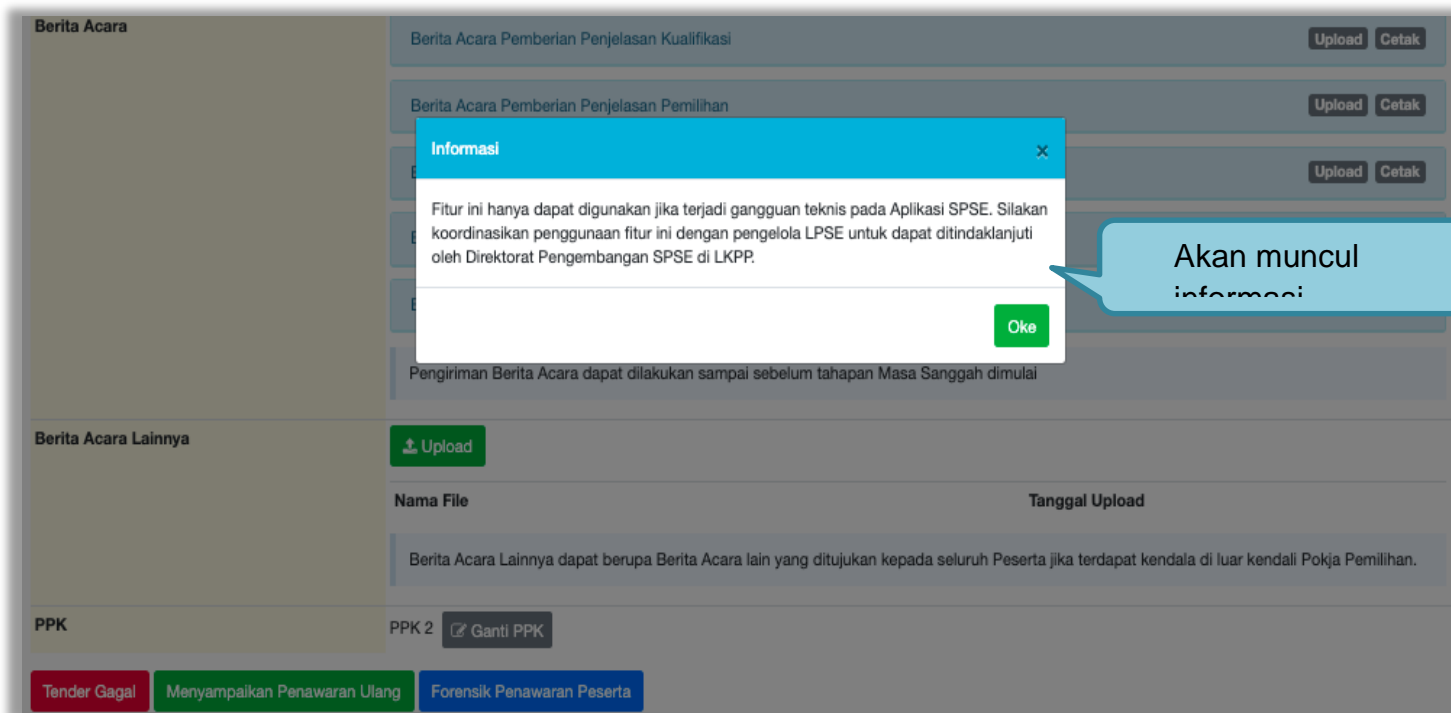 Berita Acara
Berita Acara Pemberian Penjelasan Kualifikasi
Upload Cetak
Berita Acara Pemberian Penjelasan Pemilihan
Upload Cetak
Informasi ×
Upload Cetak
Fitur ini hanya dapat digunakan jika terjadi gangguan teknis pada Aplikasi SPSE. Silakan
koordinasikan penggunaan fitur ini dengan pengelola LPSE untuk dapat ditindaklanjuti
oleh Direktorat Pengembangan SPSE di LKPP.
Akan muncul
informasi
Oke
Pengiriman Berita Acara dapat dilakukan sampai sebelum tahapan Masa Sanggah dimulai
Berita Acara Lainnya
Upload
Nama File Tanggal Upload
Berita Acara Lainnya dapat berupa Berita Acara lain yang ditujukan kepada seluruh Peserta jika terdapat kendala di luar kendali Pokja Pemilihan.
PPK
PPK 2 Ganti PPK
Tender Gagal Menyampaikan Penawaran Ulang Forensik Penawaran Peserta